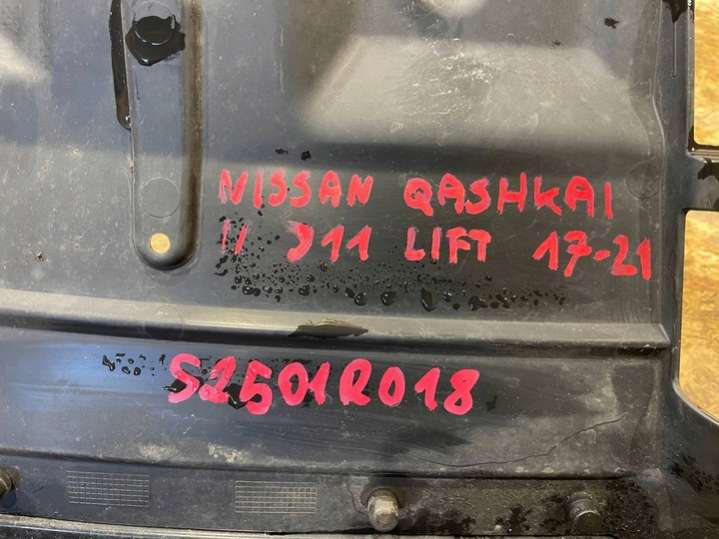 NISSAN QASHKAI
II J11 LIFT 17-21
S2501R018